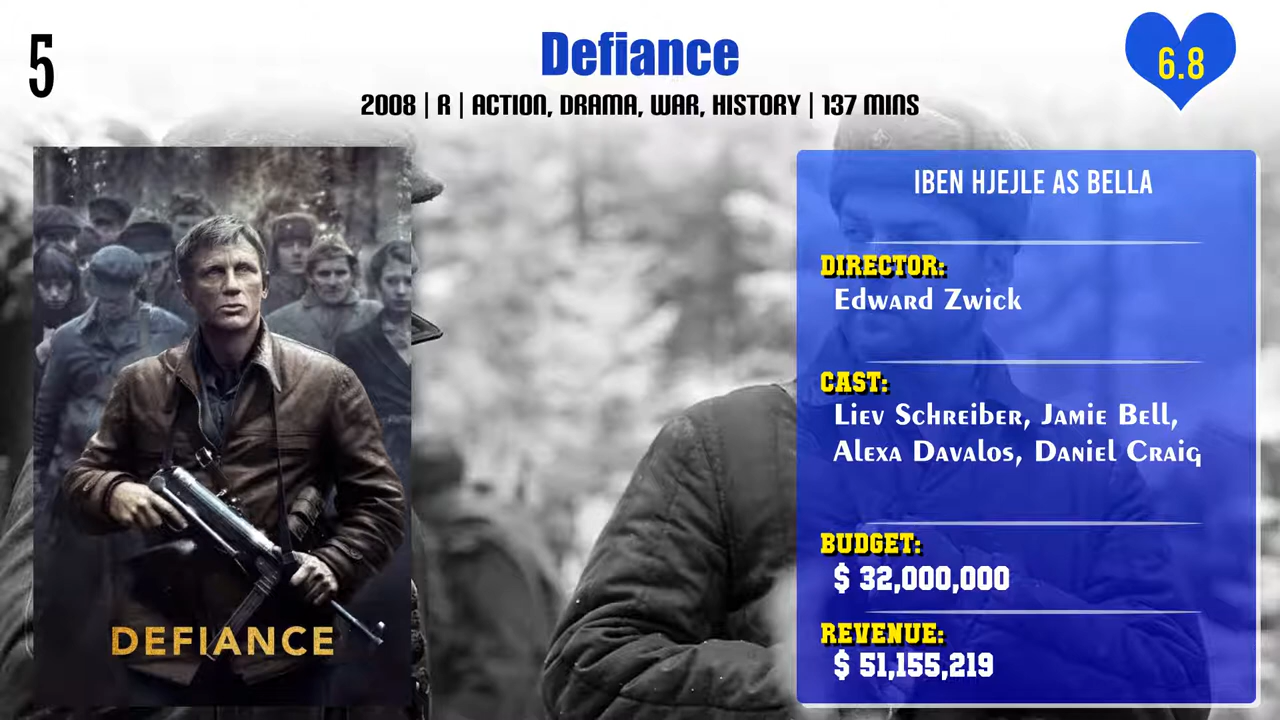 5
Defiance
6.8
2008 | R | ACTION, DRAMA, WAR, HISTORY | 137 MINS
DEFIANCE
IBEN HJEJLE AS BELLA
DIRECTOR:
Edward Zwick
CAST:
Liev Schreiber, Jamie Bell,
Alexa Davalos, Daniel Craig
BUDGET:
$ 32,000,000
REVENUE:
$ 51,155,219